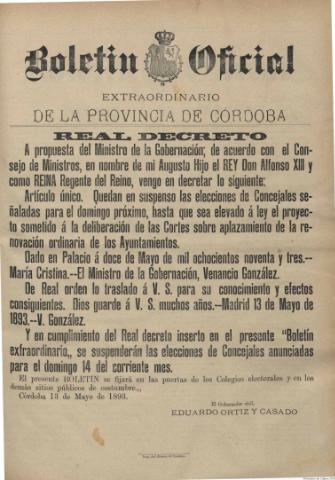 Boletin Oficial
EXTRAORDINARIO
DE LA PROVINCIA DE CÓRDOBA
REAL DECRETO
A propuesta del Ministro de la Gobernación; de acuerdo con el Con-
sejo de Ministros, en nombre de mi Augusto Hijo el REY Don Alfonso XIII y
como REINA Regente del Reino, vengo en decretar lo siguiente:
Artículo único. Quedan en suspenso las elecciones de Concejales se-
ñaladas para el domingo próximo, hasta que sea elevado á ley el proyec-
to sometido á la deliberación de las Cortes sobre aplazamiento de la re-
novación ordinaria de los Ayuntamientos.
Dado en Palacio á doce de Mayo de mil ochocientos noventa y tres.—
María Cristina.—El Ministro de la Gobernación, Venancio González.
De Real orden lo traslado á V. S. para su conocimiento y efectos
consiguientes. Dios guarde á V. S. muchos años.—Madrid 13 de Mayo de
1893.—V. González.
Y en cumplimiento del Real decreto inserto en el presente "Boletín
extraordinario„ se suspenderán las elecciones de Concejales anunciadas
para el domingo 14 del corriente mes.
El presente BOLETIN se fijará en las puertas de los Colegios electorales y en los
demás sitios públicos de costumbre.
Córdoba 13 de Mayo de 1893.
El Gobernador civil,
EDUARDO ORTIZ Y CASADO